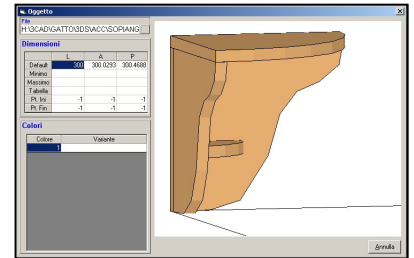 Oggetto
File
H:\3CAD\GATTO\3DS\ACC\SOPIANG
Dimensioni
L A P
Default 300 300.0293 300.4688
Minimo
Massimo
Tabella
Pt. Ini -1 -1 -1
Pt. Fin -1 -1 -1
Colori
Colore Variante
1
Annulla